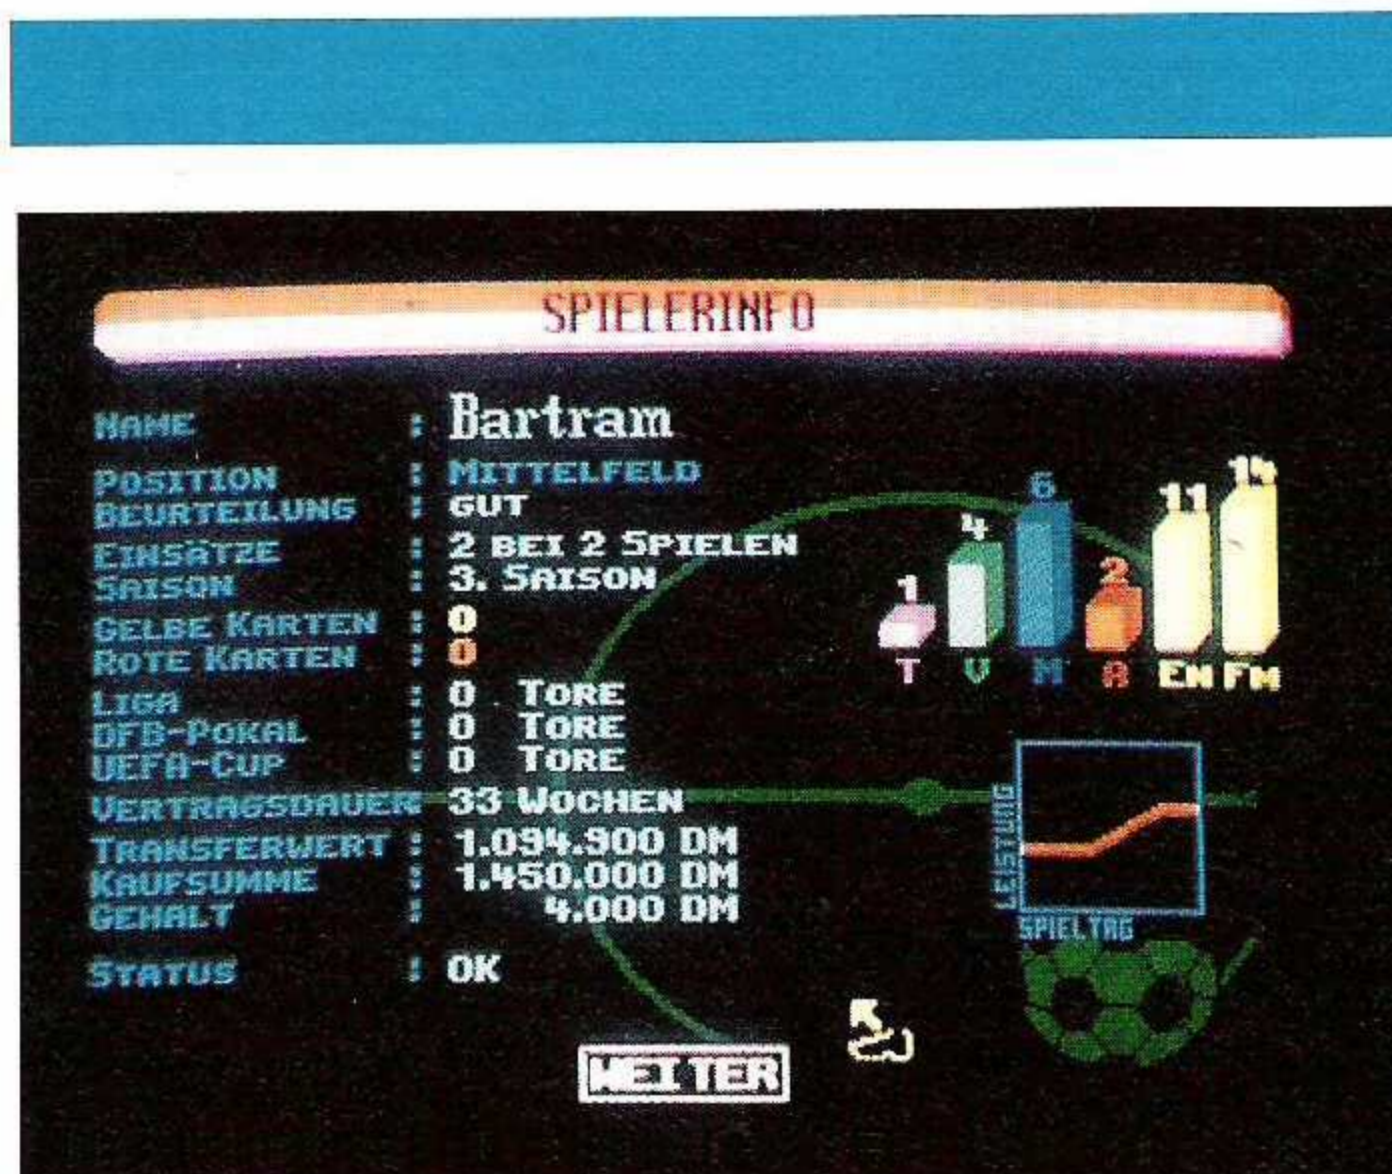 SPIELERINFO
NAME : Bartram
POSITION : MITTELFELD
BEURTEILUNG : GUT
EINSÄTZE : 2 BEI 2 SPIELEN
SAISON : 3. SAISON
GELBE KARTEN : 0
ROTE KARTEN : 0
LIGA : 0 TORE
DFB-POKAL : 0 TORE
UEFA-CUP : 0 TORE
VERTRAGSDAUER 33 WOCHEN
TRANSFERWERT : 1.094.900 DM
KAUFSUMME : 1.450.000 DM
GEHALT : 4.000 DM
STATUS : OK
WEITER
1 4 6 2 11 14
T V M A EN FM
LEISTUNG
SPIELTAG